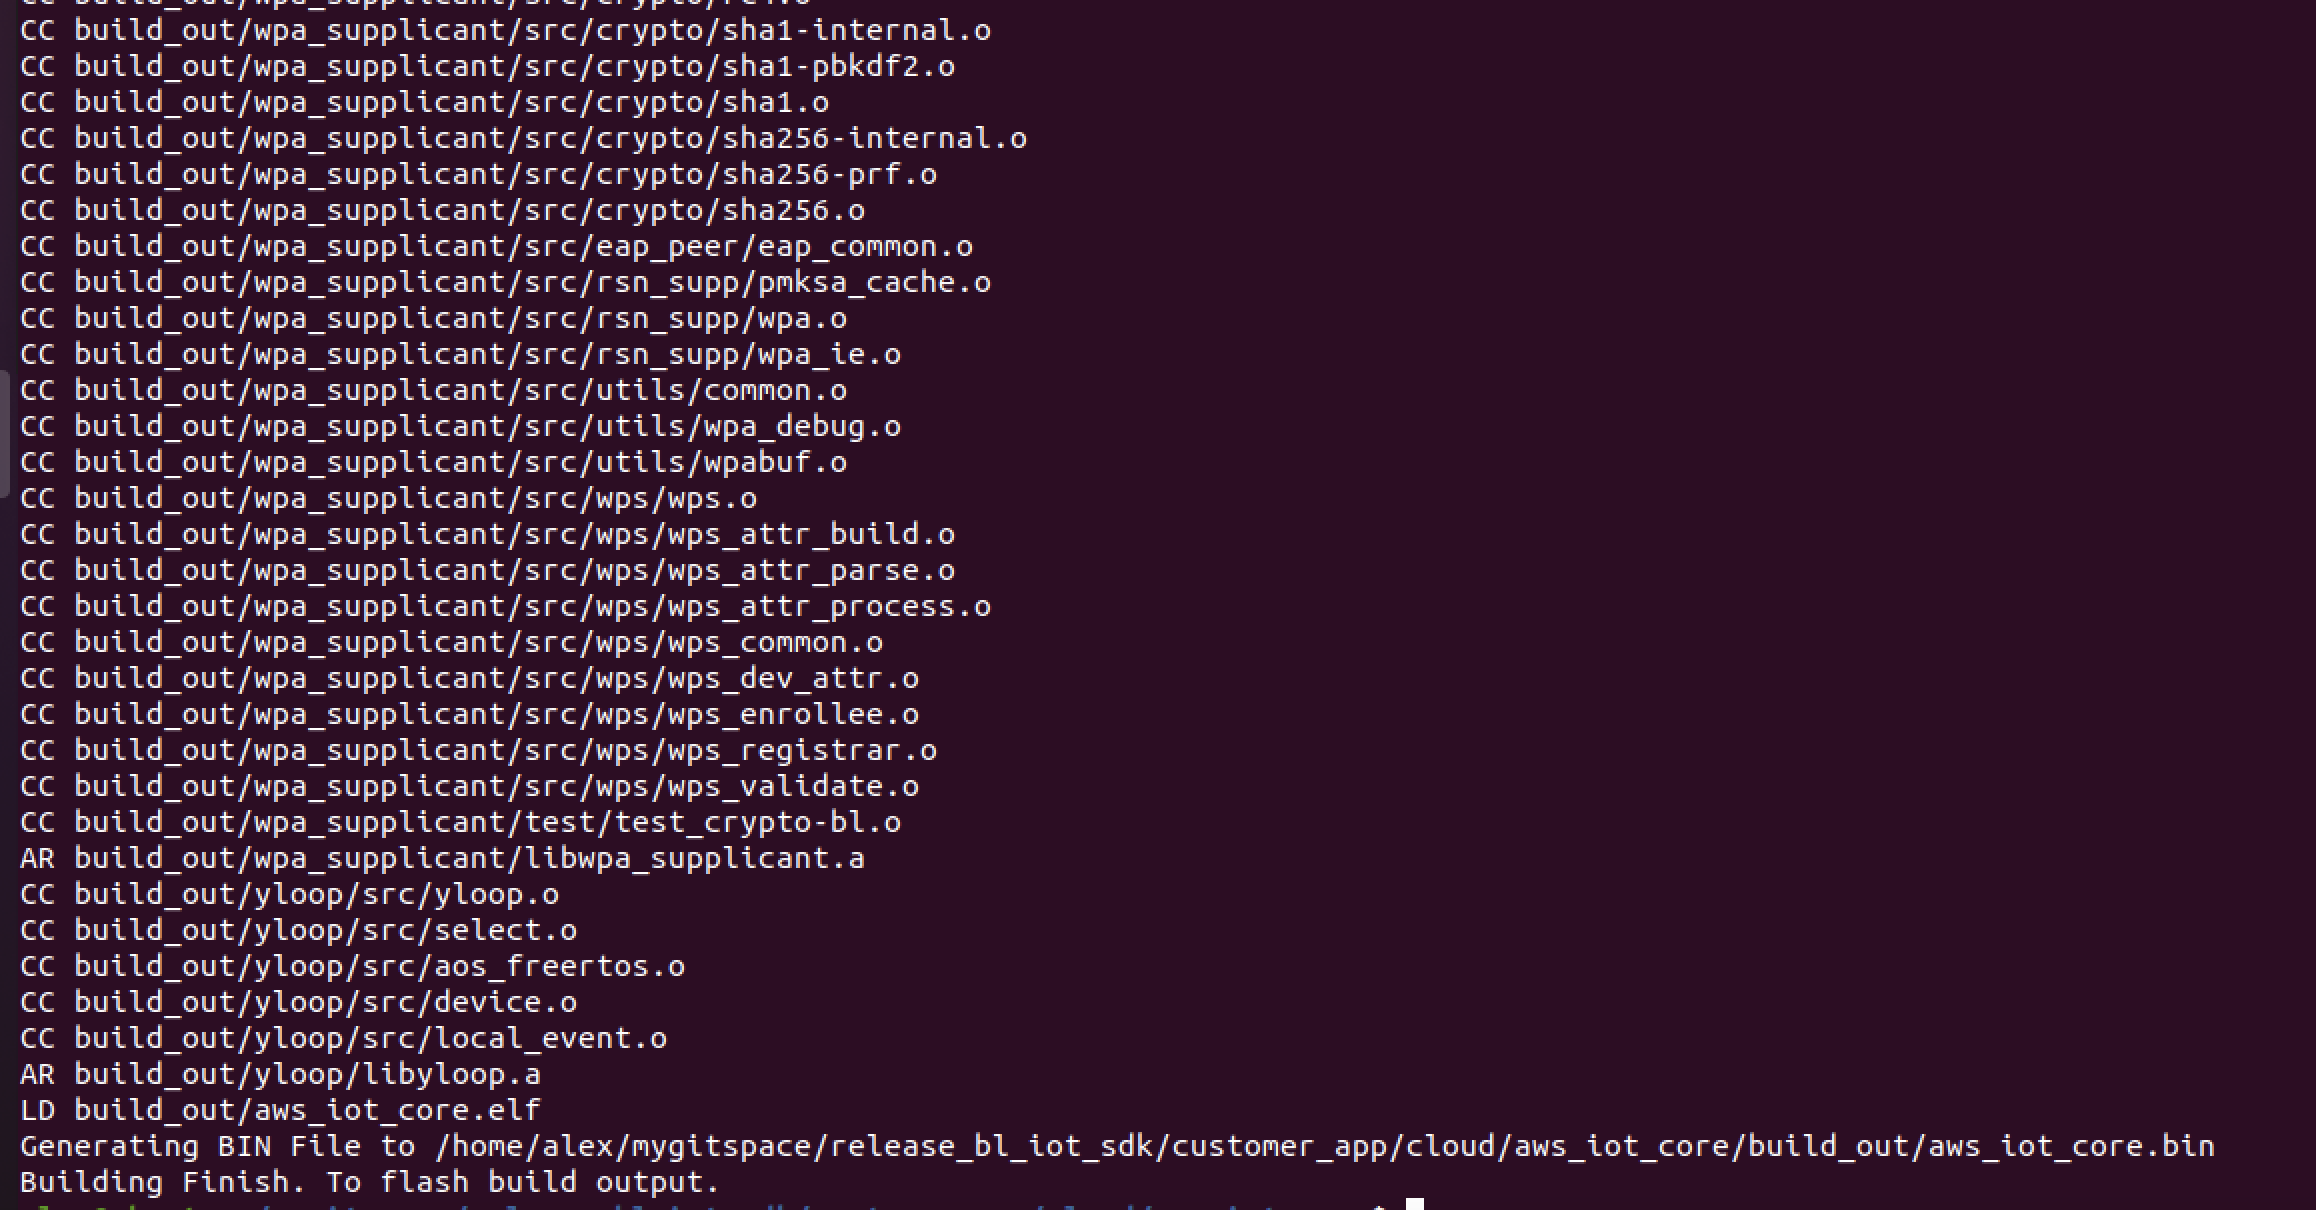 CC build_out/wpa_supplicant/src/crypto/rc4.o
CC build_out/wpa_supplicant/src/crypto/sha1-internal.o
CC build_out/wpa_supplicant/src/crypto/sha1-pbkdf2.o
CC build_out/wpa_supplicant/src/crypto/sha1.o
CC build_out/wpa_supplicant/src/crypto/sha256-internal.o
CC build_out/wpa_supplicant/src/crypto/sha256-prf.o
CC build_out/wpa_supplicant/src/crypto/sha256.o
CC build_out/wpa_supplicant/src/eap_peer/eap_common.o
CC build_out/wpa_supplicant/src/rsn_supp/pmksa_cache.o
CC build_out/wpa_supplicant/src/rsn_supp/wpa.o
CC build_out/wpa_supplicant/src/rsn_supp/wpa_ie.o
CC build_out/wpa_supplicant/src/utils/common.o
CC build_out/wpa_supplicant/src/utils/wpa_debug.o
CC build_out/wpa_supplicant/src/utils/wpabuf.o
CC build_out/wpa_supplicant/src/wps/wps.o
CC build_out/wpa_supplicant/src/wps/wps_attr_build.o
CC build_out/wpa_supplicant/src/wps/wps_attr_parse.o
CC build_out/wpa_supplicant/src/wps/wps_attr_process.o
CC build_out/wpa_supplicant/src/wps/wps_common.o
CC build_out/wpa_supplicant/src/wps/wps_dev_attr.o
CC build_out/wpa_supplicant/src/wps/wps_enrollee.o
CC build_out/wpa_supplicant/src/wps/wps_registrar.o
CC build_out/wpa_supplicant/src/wps/wps_validate.o
CC build_out/wpa_supplicant/test/test_crypto-bl.o
AR build_out/wpa_supplicant/libwpa_supplicant.a
CC build_out/yloop/src/yloop.o
CC build_out/yloop/src/select.o
CC build_out/yloop/src/aos_freertos.o
CC build_out/yloop/src/device.o
CC build_out/yloop/src/local_event.o
AR build_out/yloop/libyloop.a
LD build_out/aws_iot_core.elf
Generating BIN File to /home/alex/mygitspace/release_bl_iot_sdk/customer_app/cloud/aws_iot_core/build_out/aws_iot_core.bin
Building Finish. To flash build output.